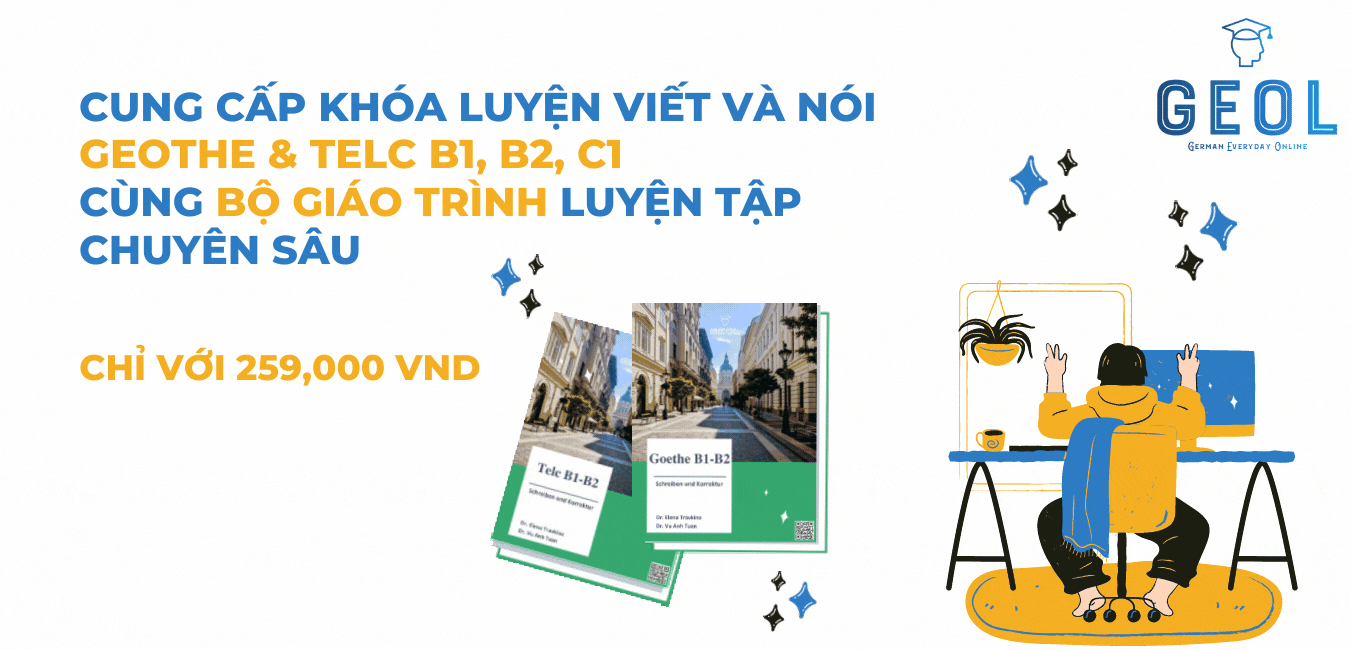 CUNG CẤP KHÓA LUYỆN VIẾT VÀ NÓI
GEOTHE & TELC B1, B2, C1
CÙNG BỘ GIÁO TRÌNH LUYỆN TẬP
CHUYÊN SÂU
CHỈ VỚI 259,000 VND
GEOL
GERMAN EVERYDAY ONLINE
Telc B1-B2
Schreiben und Korrektur
Dr. Elena Travkina
Dr. Vu Anh Tuan
Goethe B1-B2
Schreiben und Korrektur
Dr. Elena Travkina
Dr. Vu Anh Tuan